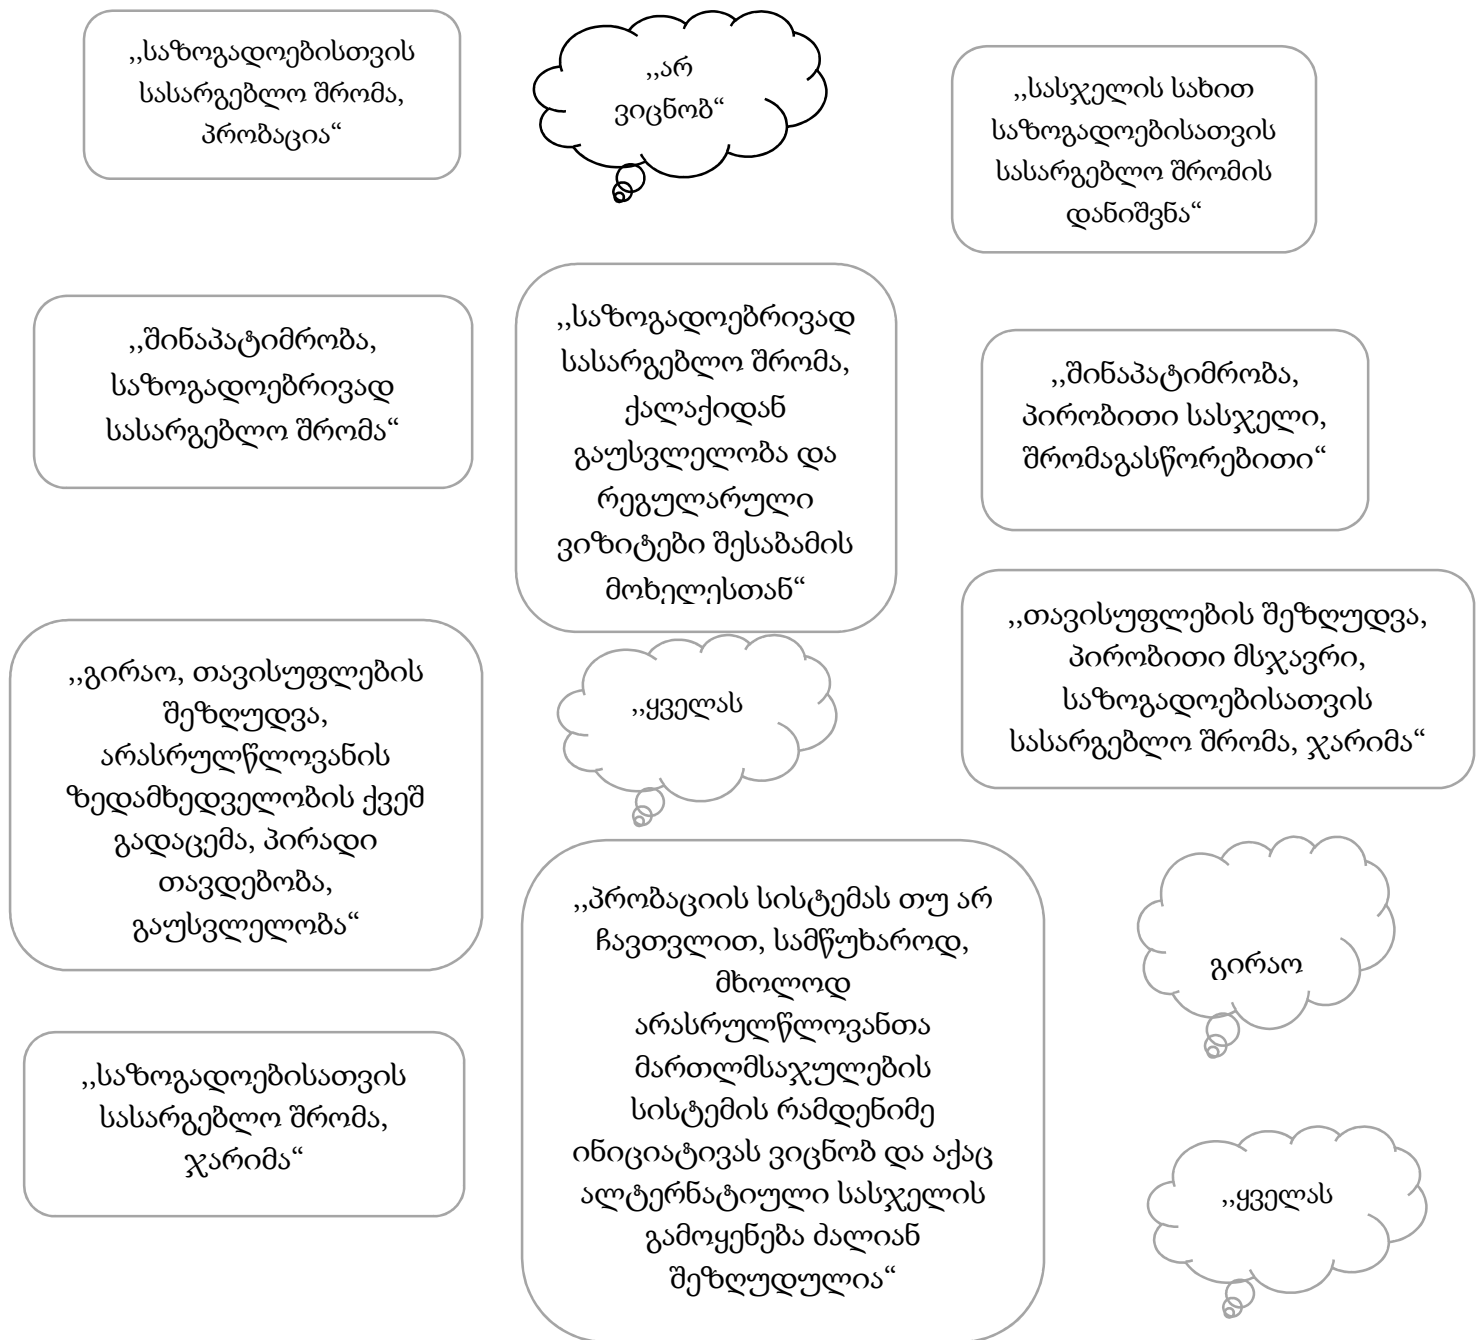 ,,საზოგადოებისთვის
სასარგებლო შრომა,
პრობაცია“
,,არ
ვიცნობ“
,,სასჯელის სახით
საზოგადოებისათვის
სასარგებლო შრომის
დანიშვნა“
,,შინაპატიმრობა,
საზოგადოებრივად
სასარგებლო შრომა“
,,საზოგადოებრივად
სასარგებლო შრომა,
ქალაქიდან
გაუსვლელობა და
რეგულარული
ვიზიტები შესაბამის
მოხელესთან“
,,შინაპატიმრობა,
პირობითი სასჯელი,
შრომაგასწორებითი“
,,გირაო, თავისუფლების
შეზღუდვა,
არასრულწლოვანის
ზედამხედველობის ქვეშ
გადაცემა, პირადი
თავდებობა,
გაუსვლელობა“
,,ყველას
,,თავისუფლების შეზღუდვა,
პირობითი მსჯავრი,
საზოგადოებისათვის
სასარგებლო შრომა, ჯარიმა“
,,პრობაციის სისტემას თუ არ
ჩავთვლით, სამწუხაროდ,
მხოლოდ
არასრულწლოვანთა
მართლმსაჯულების
სისტემის რამდენიმე
ინიციატივას ვიცნობ და აქაც
ალტერნატიული სასჯელის
გამოყენება ძალიან
შეზღუდულია“
გირაო
,,საზოგადოებისათვის
სასარგებლო შრომა,
ჯარიმა“
,,ყველას